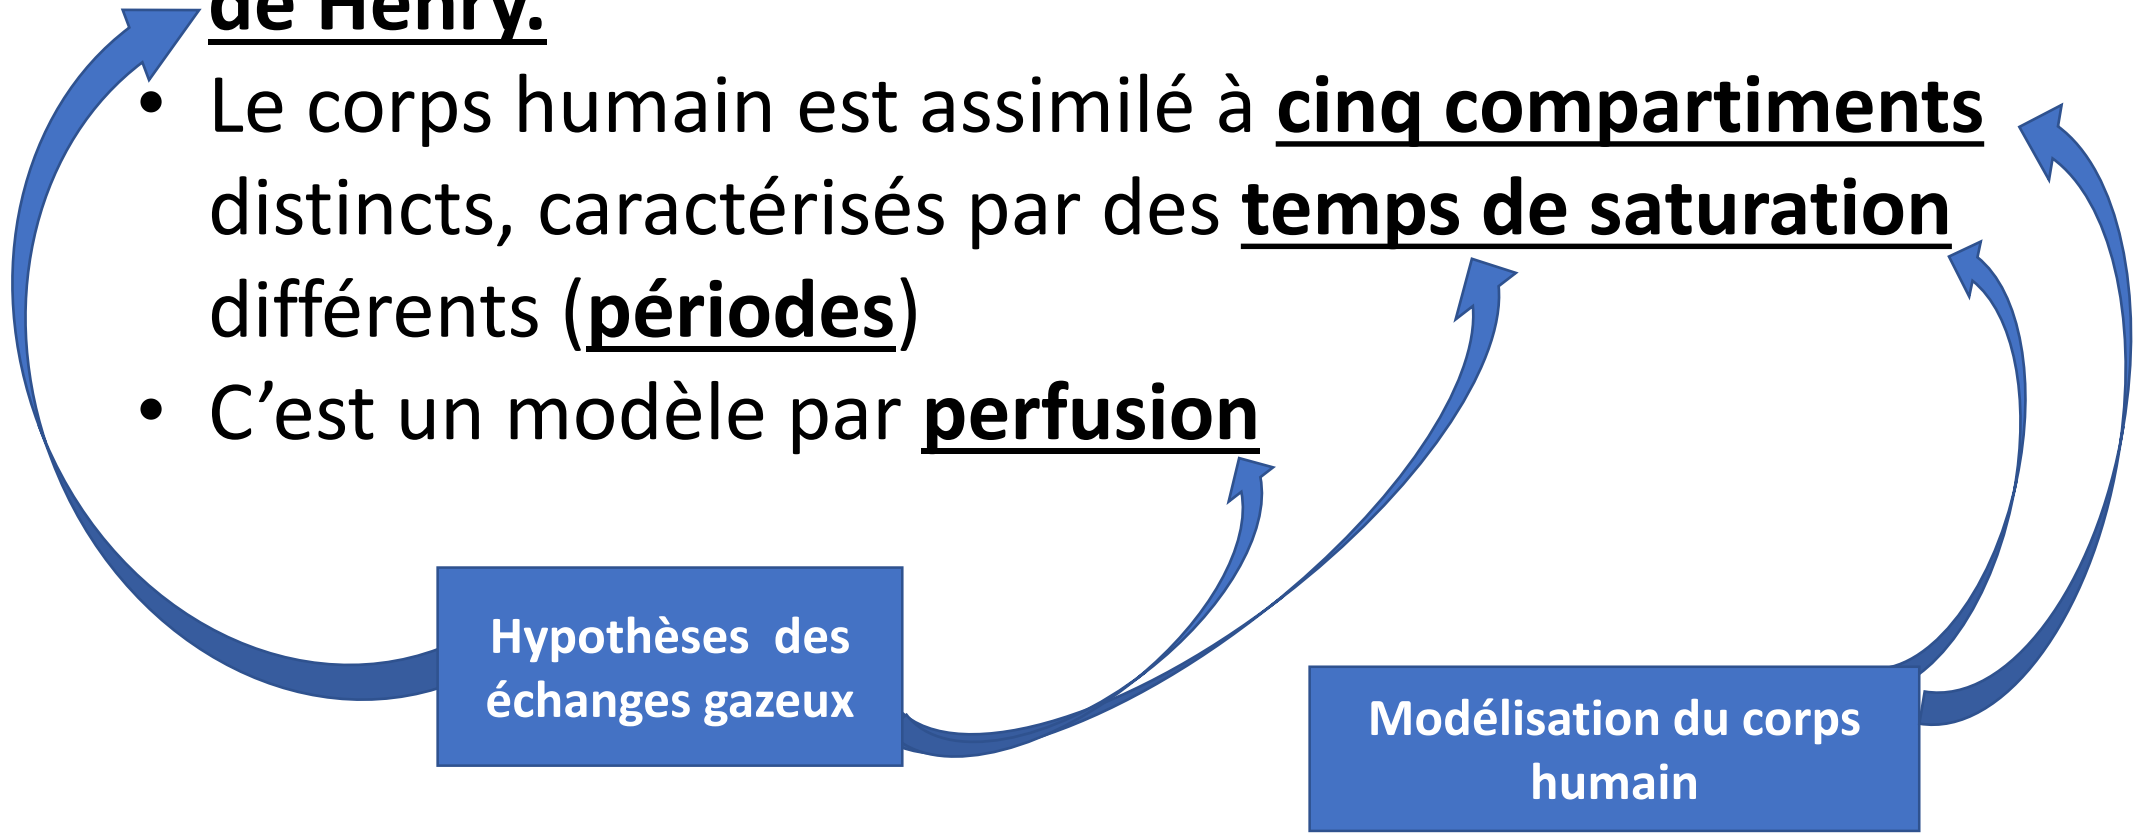 de Henry.
• Le corps humain est assimilé à cinq compartiments
distincts, caractérisés par des temps de saturation
différents (périodes)
• C’est un modèle par perfusion
Hypothèses des
échanges gazeux
Modélisation du corps
humain